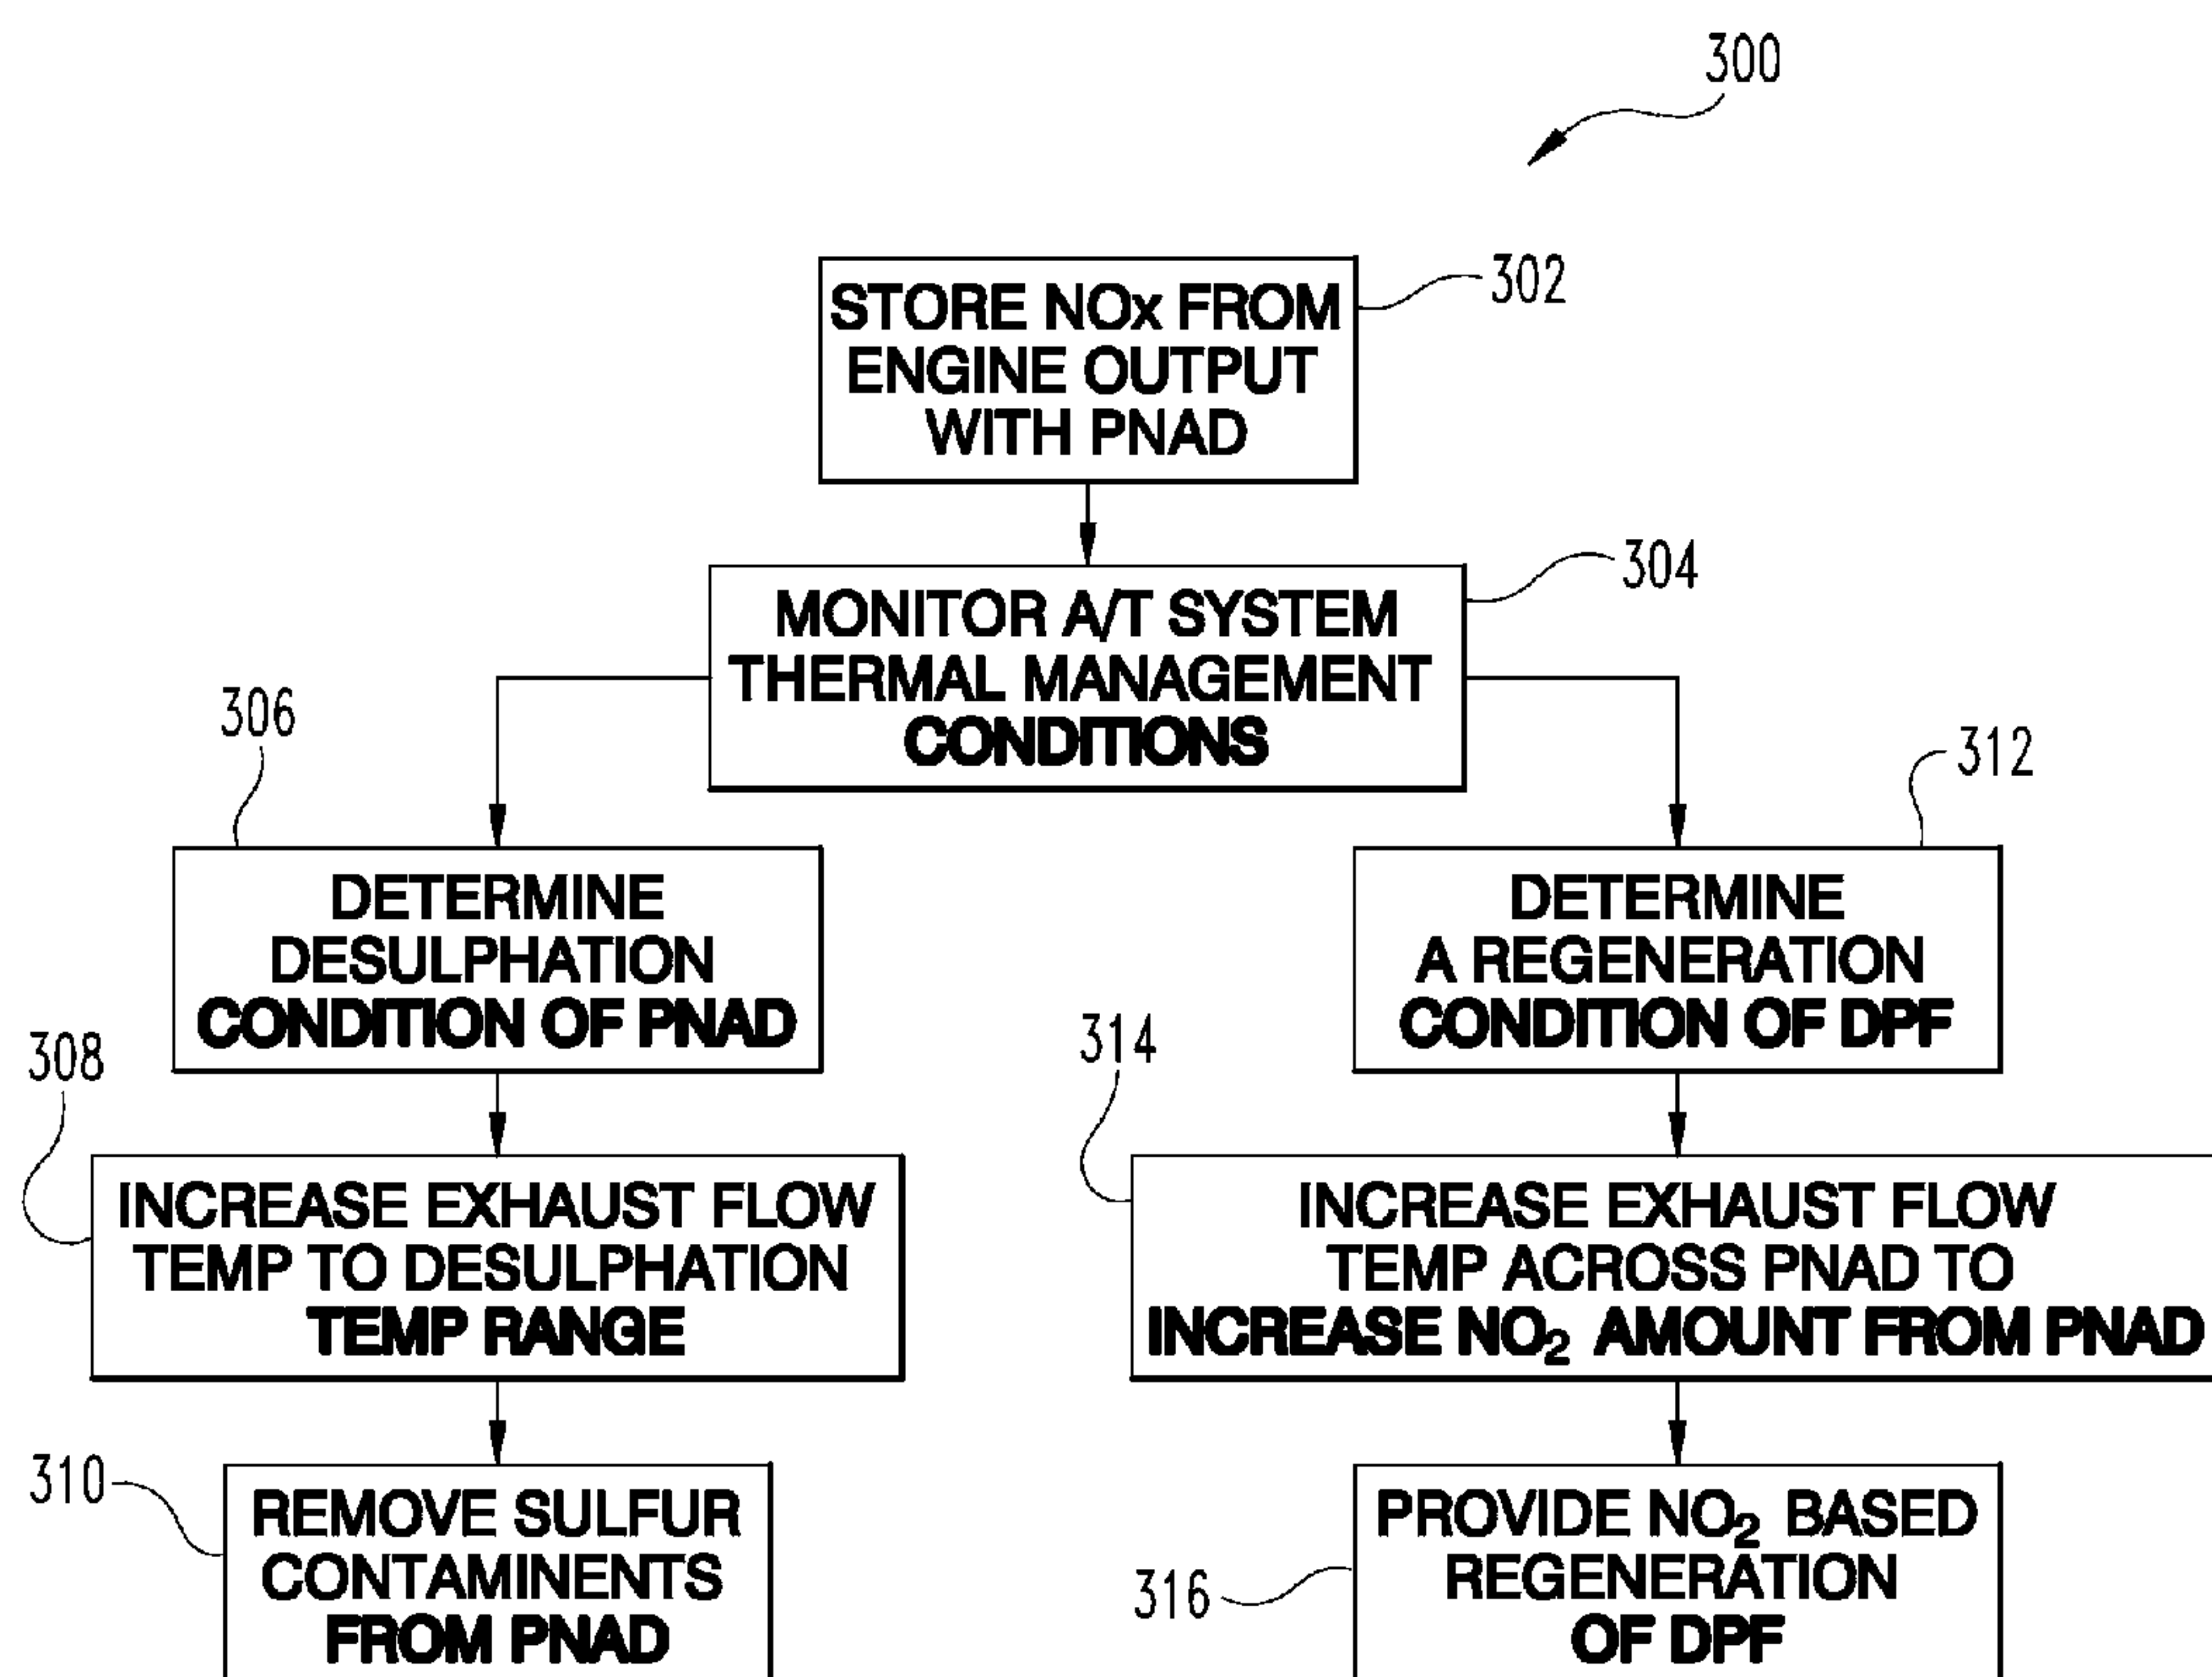 300
STORE NOx FROM
ENGINE OUTPUT
WITH PNAD
302
MONITOR A/T SYSTEM
THERMAL MANAGEMENT
CONDITIONS
304
306
DETERMINE
DESULPHATION
CONDITION OF PNAD
312
DETERMINE
A REGENERATION
CONDITION OF DPF
308
INCREASE EXHAUST FLOW
TEMP TO DESULPHATION
TEMP RANGE
314
INCREASE EXHAUST FLOW
TEMP ACROSS PNAD TO
INCREASE NO₂ AMOUNT FROM PNAD
310
REMOVE SULFUR
CONTAMINENTS
FROM PNAD
316
PROVIDE NO₂ BASED
REGENERATION
OF DPF